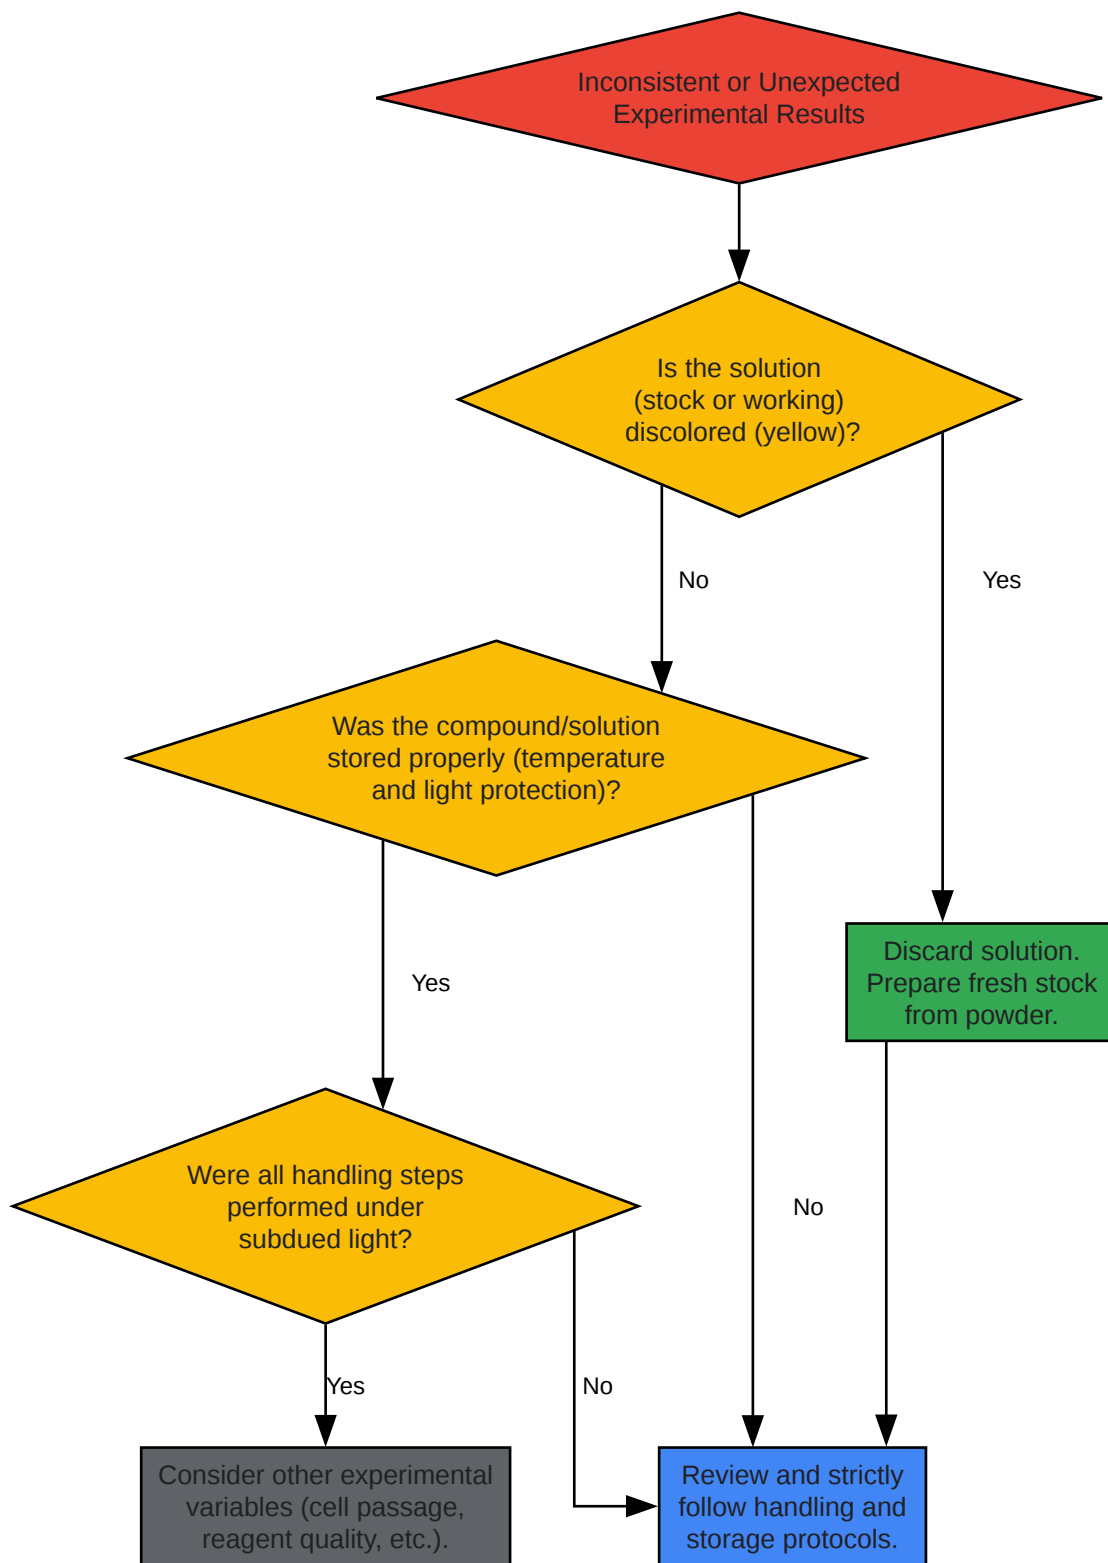 Inconsistent or Unexpected
Experimental Results
Is the solution
(stock or working)
discolored (yellow)?
No
Yes
Was the compound/solution
stored properly (temperature
and light protection)?
Yes
Discard solution.
Prepare fresh stock
from powder.
Were all handling steps
performed under
subdued light?
No
Yes
No
Consider other experimental
variables (cell passage,
reagent quality, etc.).
Review and strictly
follow handling and
storage protocols.